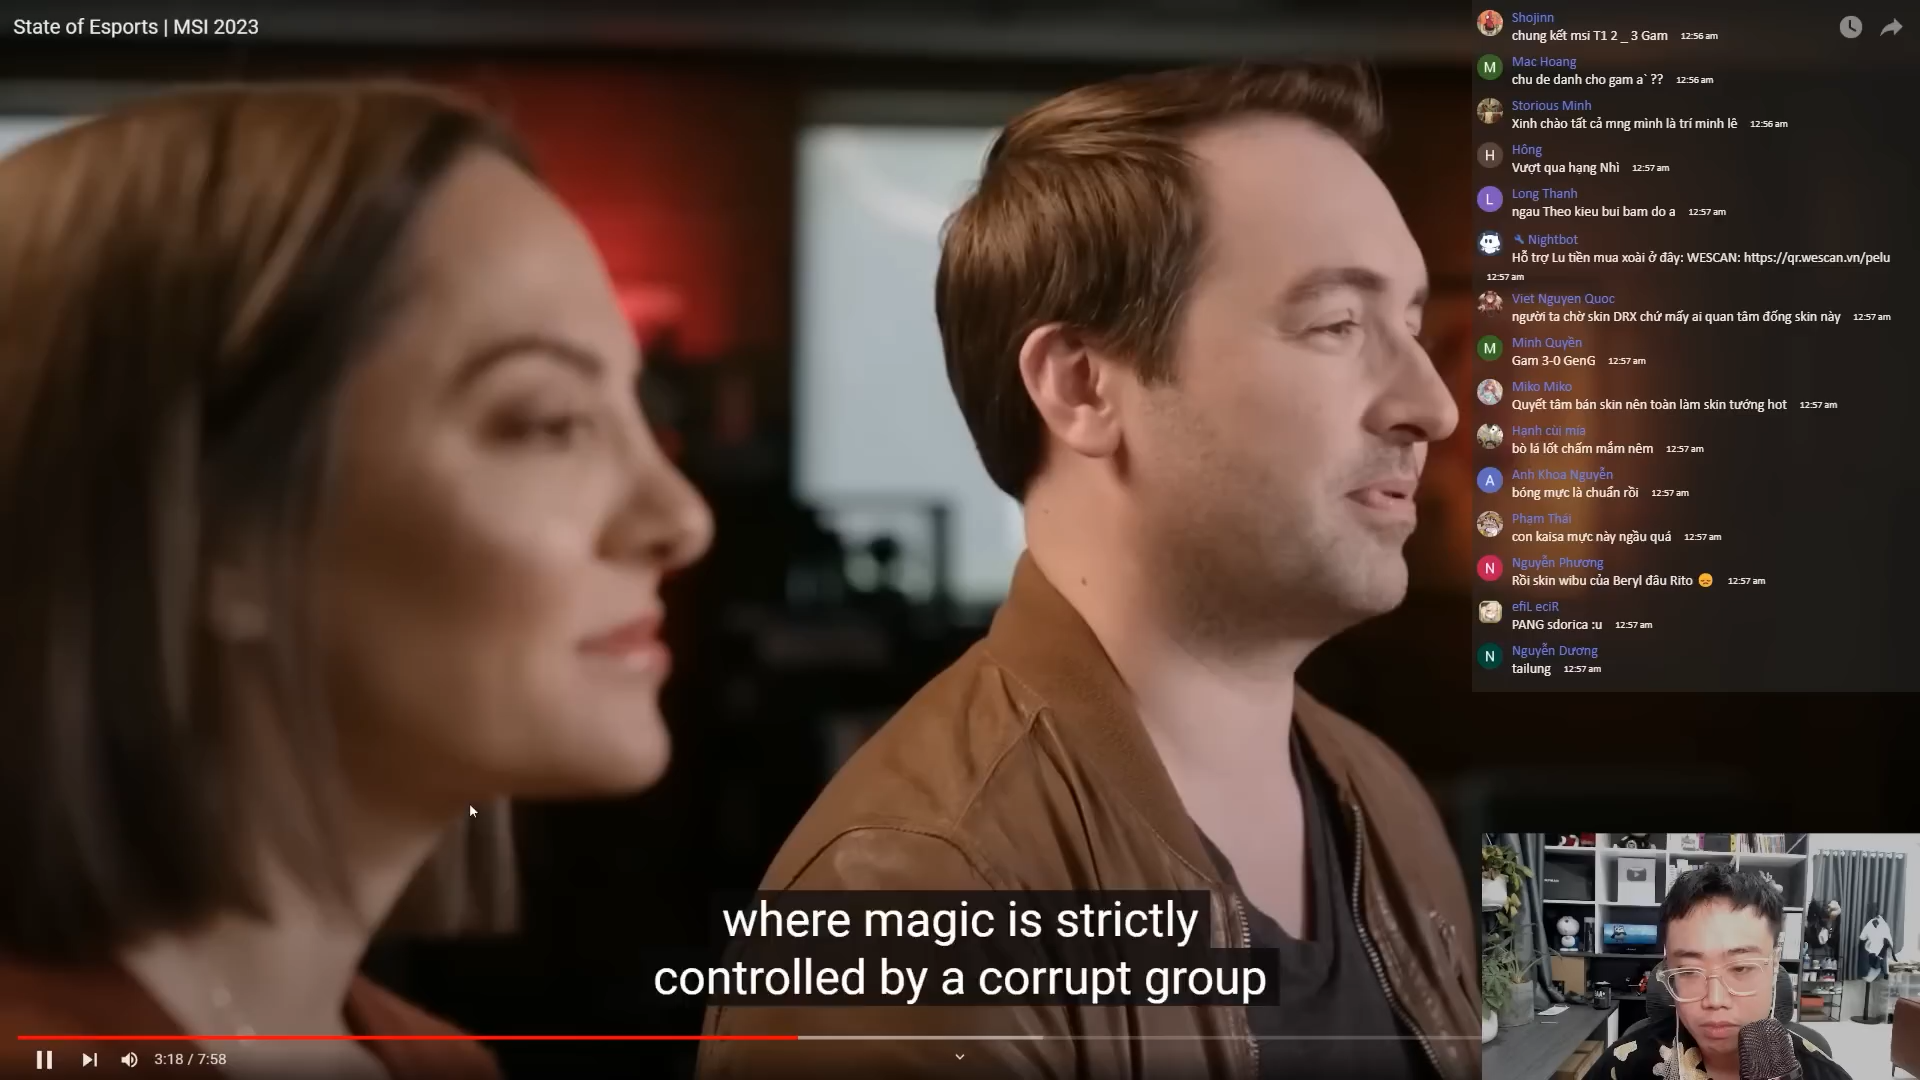 State of Esports | MSI 2023
Shojinn
chung kết msi T1 2 _ 3 Gam 12:56 am
M
Mac Hoang
chu de danh cho gam a` ?? 12:56 am
Storious Minh
Xinh chào tất cả mng mình là trí minh lê 12:56 am
H
Hông
Vượt qua hạng Nhì 12:57 am
L
Long Thanh
ngau Theo kieu bui bam do a 12:57 am
Nightbot
Hỗ trợ Lu tiền mua xoài ở đây: WESCAN: https://qr.wescan.vn/pelu
12:57 am
Viet Nguyen Quoc
người ta chờ skin DRX chứ mấy ai quan tâm đống skin này 12:57 am
M
Minh Quyền
Gam 3-0 GenG 12:57 am
Miko Miko
Quyết tâm bán skin nên toàn làm skin tướng hot 12:57 am
Hạnh cùi mía
bò lá lốt chấm mắm nêm 12:57 am
A
Anh Khoa Nguyễn
bóng mực là chuẩn rồi 12:57 am
Phạm Thái
con kaisa mực này ngầu quá 12:57 am
N
Nguyễn Phương
Rồi skin wibu của Beryl đâu Rito 😞 12:57 am
efiL eciR
PANG sdorica :u 12:57 am
N
Nguyễn Dương
tailung 12:57 am
where magic is strictly
controlled by a corrupt group
3:18 / 7:58